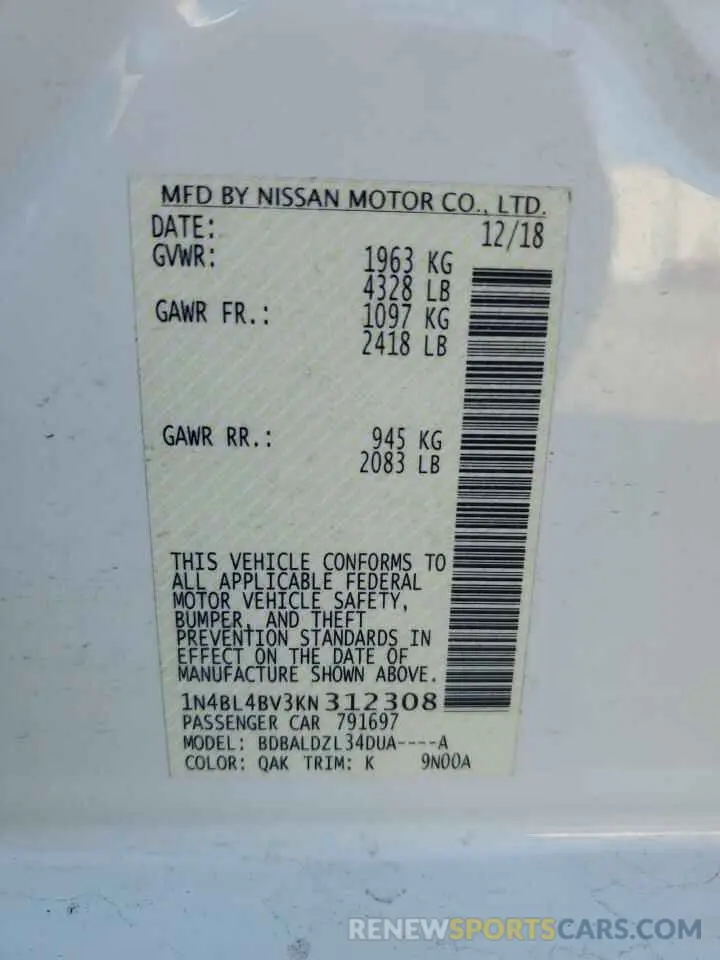 MFD BY NISSAN MOTOR CO., LTD.
DATE: 12/18
GVWR: 1963 KG
4328 LB
GAWR FR.: 1097 KG
2418 LB
GAWR RR.: 945 KG
2083 LB
THIS VEHICLE CONFORMS TO
ALL APPLICABLE FEDERAL
MOTOR VEHICLE SAFETY,
BUMPER, AND THEFT
PREVENTION STANDARDS IN
EFFECT ON THE DATE OF
MANUFACTURE SHOWN ABOVE.
1N4BL4BV3KN312308
PASSENGER CAR 791697
MODEL: BDBALDZL34DUA----A
COLOR: QAK TRIM: K 9N00A
RENEWSPORTSCARS.COM